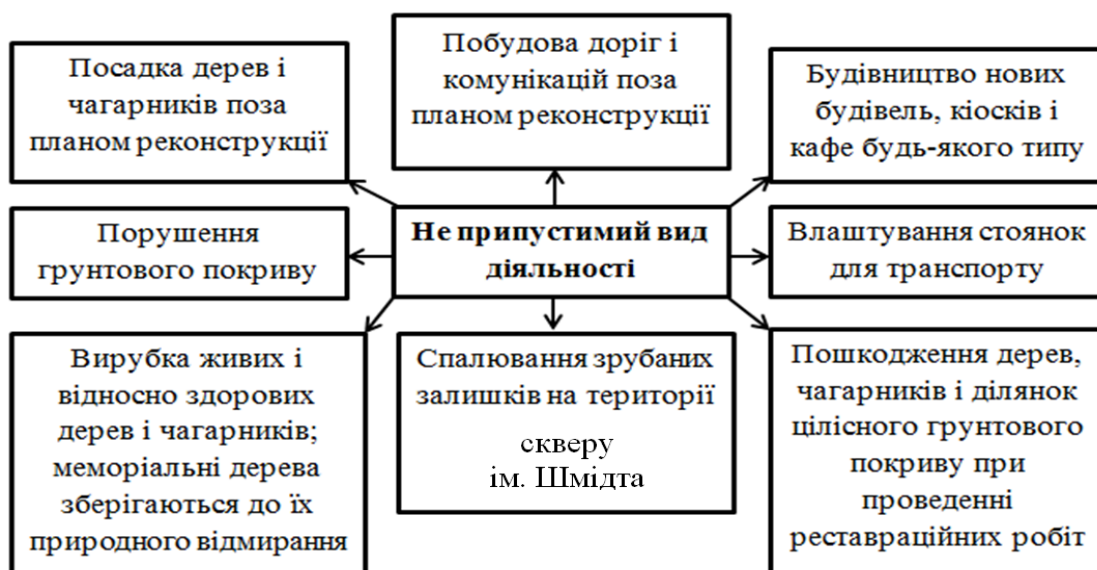 Посадка дерев і
чагарників поза
планом реконструкції
Побудова доріг і
комунікацій поза
планом реконструкції
Будівництво нових
будівель, кіосків і
кафе будь-якого типу
Порушення
грунтового покриву
Не припустимий вид
діяльності
Влаштування стоянок
для транспорту
Вирубка живих і
відносно здорових
дерев і чагарників;
меморіальні дерева
зберігаються до їх
природного відмирання
Спалювання зрубаних
залишків на території
скверу
ім. Шмідта
Пошкодження дерев,
чагарників і ділянок
цілісного грунтового
покриву при
проведенні
реставраційних робіт